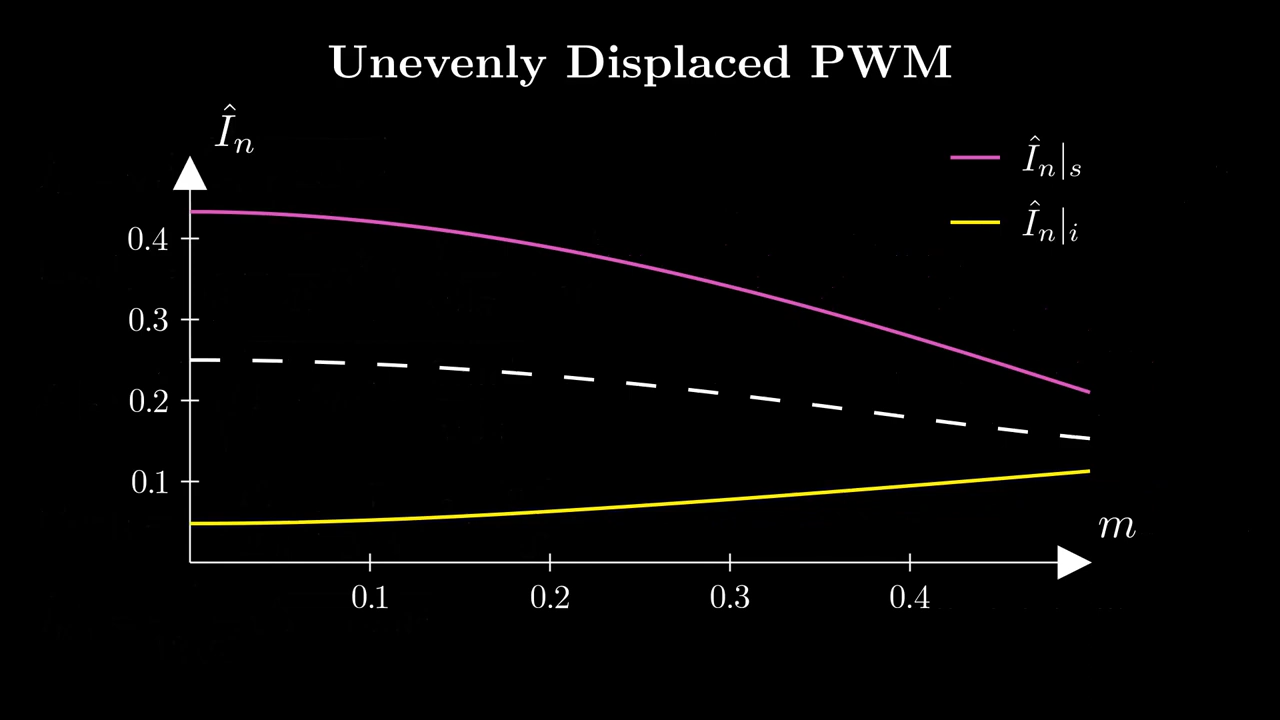 Unevenly Displaced PWM
Î_n
Î_n|_s
Î_n|_i
0.4
0.3
0.2
0.1
m
0.1 0.2 0.3 0.4